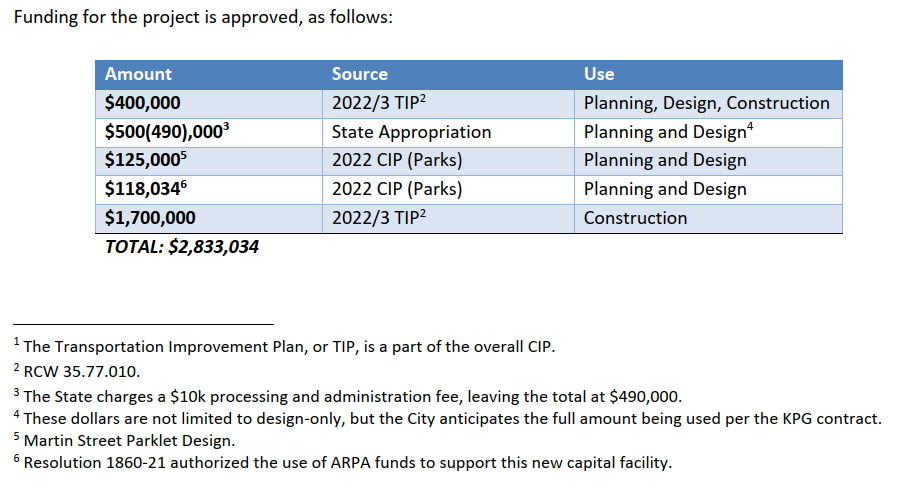 Funding for the project is approved, as follows:
Amount Source Use
$400,000 2022/3 TIP² Planning, Design, Construction
$500(490),000³ State Appropriation Planning and Design⁴
$125,000⁵ 2022 CIP (Parks) Planning and Design
$118,034⁶ 2022 CIP (Parks) Planning and Design
$1,700,000 2022/3 TIP² Construction
TOTAL: $2,833,034
¹ The Transportation Improvement Plan, or TIP, is a part of the overall CIP.
² RCW 35.77.010.
³ The State charges a $10k processing and administration fee, leaving the total at $490,000.
⁴ These dollars are not limited to design-only, but the City anticipates the full amount being used per the KPG contract.
⁵ Martin Street Parklet Design.
⁶ Resolution 1860-21 authorized the use of ARPA funds to support this new capital facility.